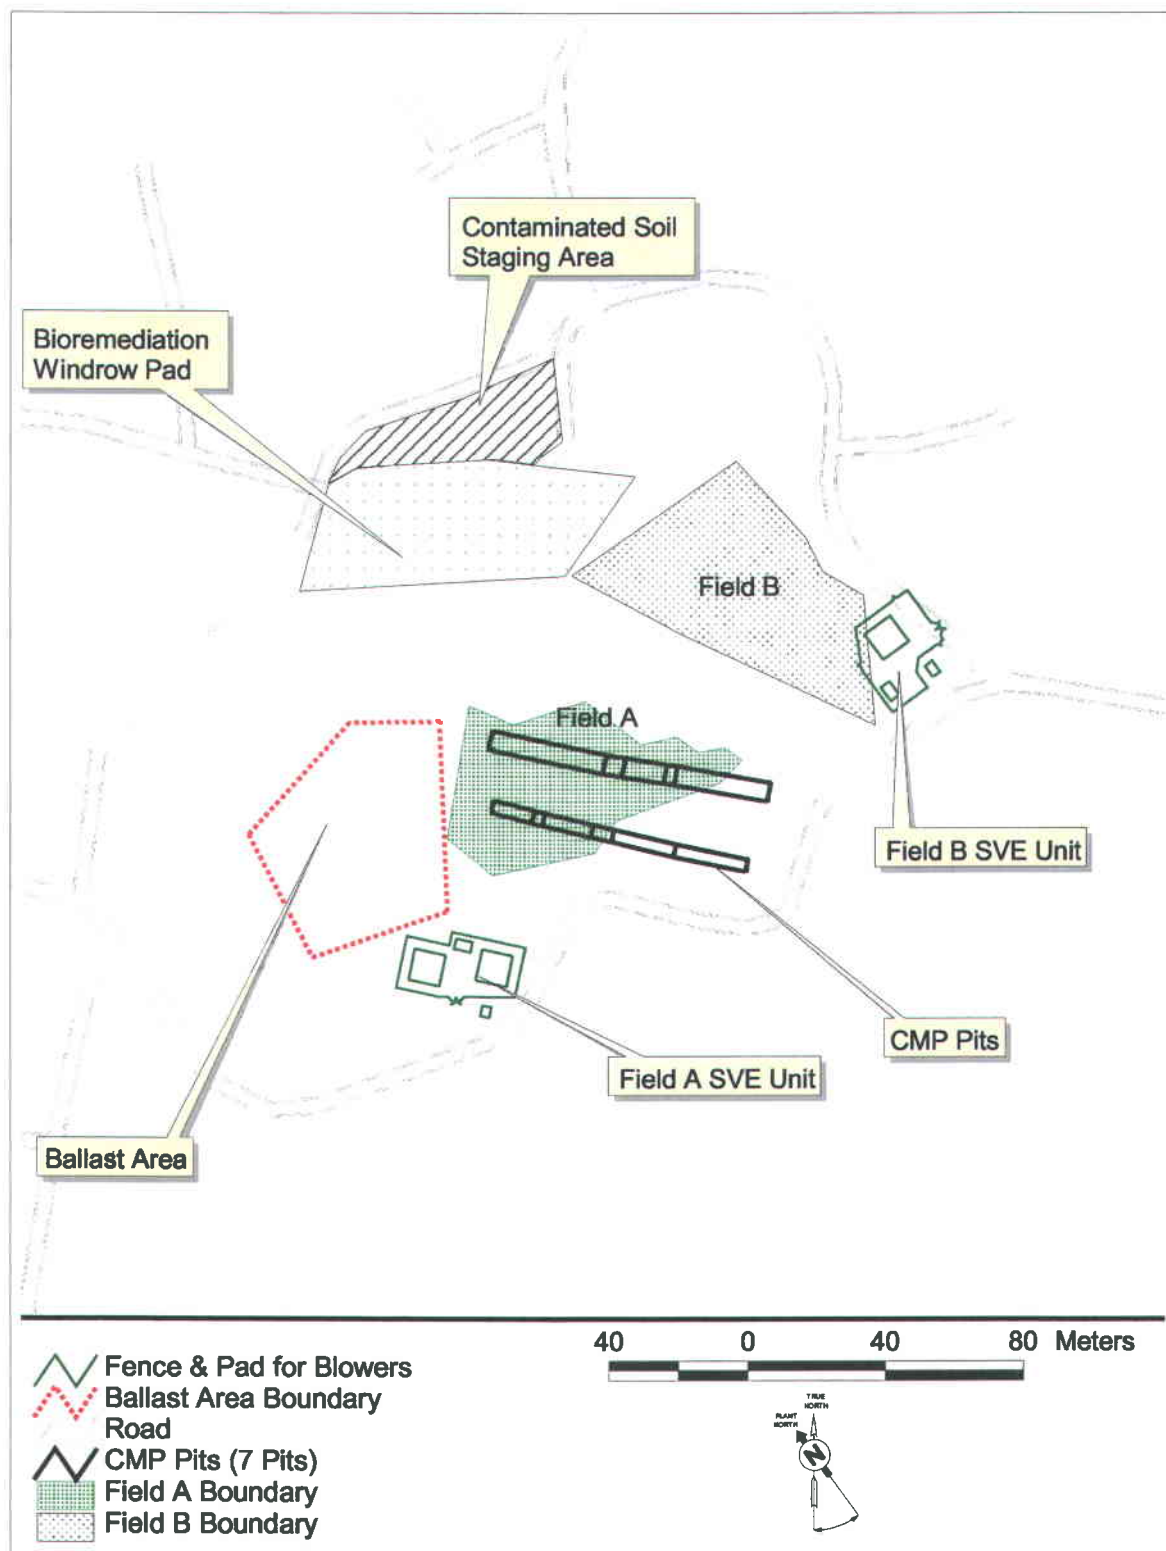 Contaminated Soil
Staging Area
Bioremediation
Windrow Pad
Field B
Field A
Field B SVE Unit
CMP Pits
Field A SVE Unit
Ballast Area
40 0 40 80 Meters
Fence & Pad for Blowers
Ballast Area Boundary
Road
CMP Pits (7 Pits)
Field A Boundary
Field B Boundary
TRUE
NORTH
PLANT
NORTH
N